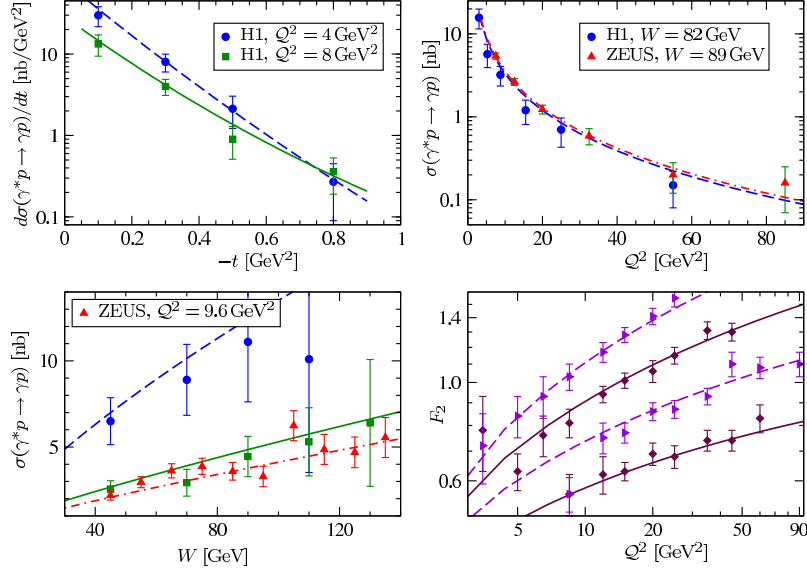 dσ(γ*p → γp)/dt [nb/GeV²]
10
1
0.1
H1, Q² = 4 GeV²
H1, Q² = 8 GeV²
0 0.2 0.4 0.6 0.8 1
−t [GeV²]
σ(γ*p → γp) [nb]
10
1
0.1
H1, W = 82 GeV
ZEUS, W = 89 GeV
0 20 40 60 80
Q² [GeV²]
σ(γ*p → γp) [nb]
10
5
ZEUS, Q² = 9.6 GeV²
40 80 120
W [GeV]
F₂
1.4
1.0
0.6
5 10 20 50 90
Q² [GeV²]